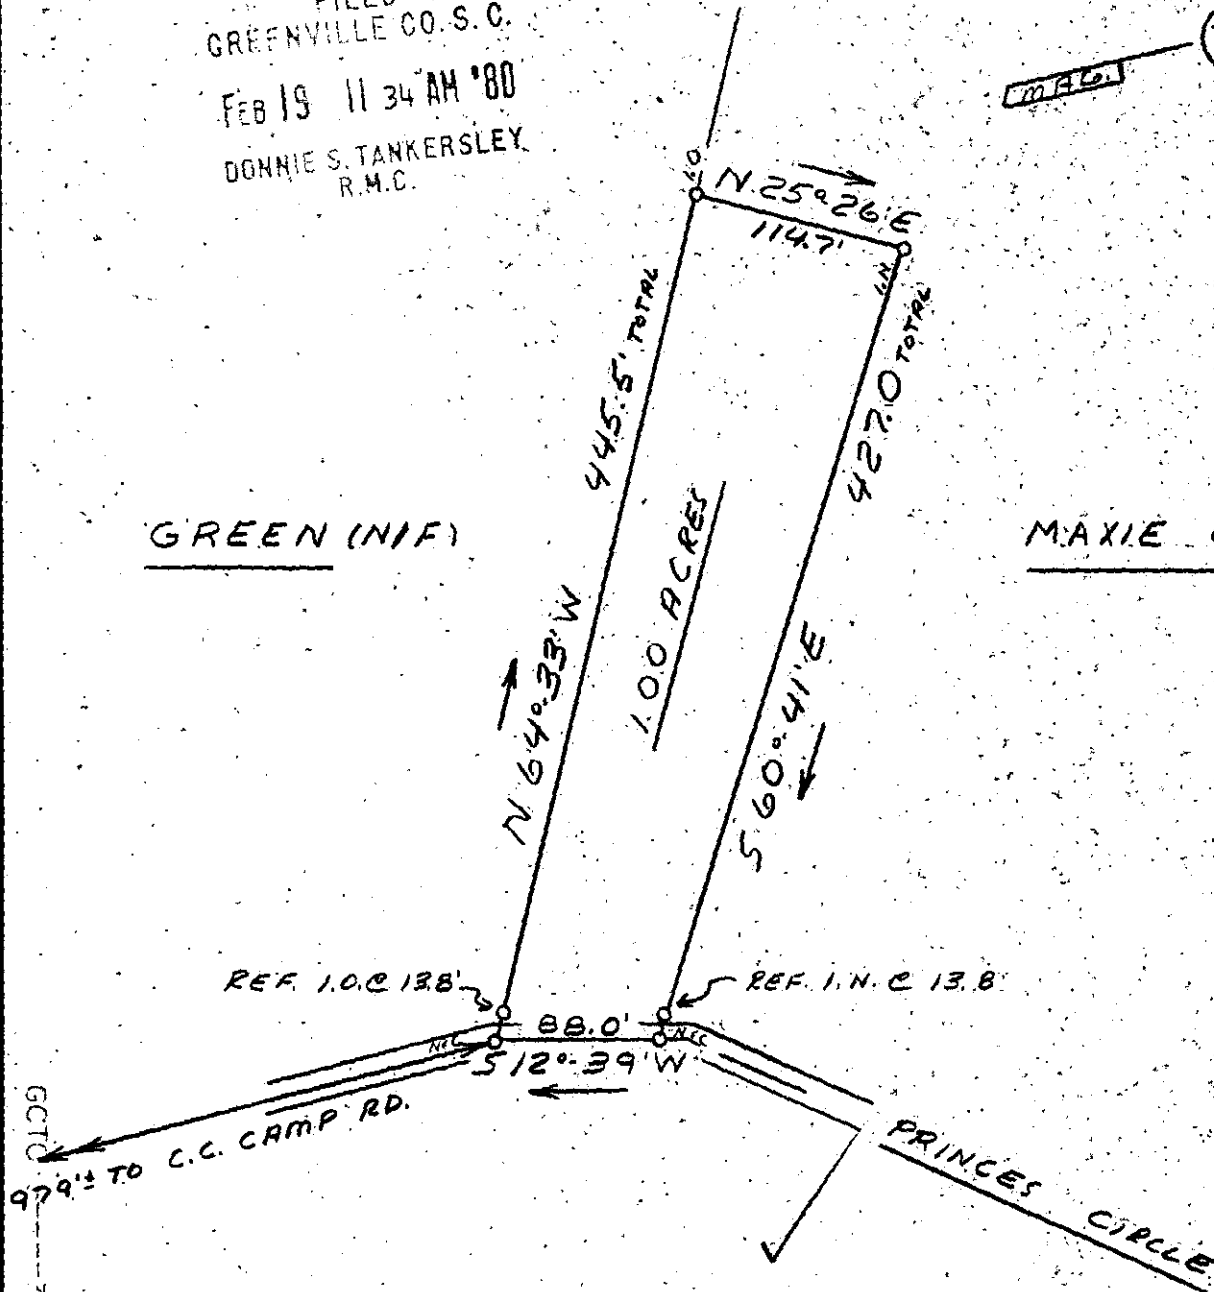 FILED
GREENVILLE CO. S. C.
FEB 19 11 34 AM '80
DONNIE S. TANKERSLEY
R.M.C.
MAG.
I.O.
N 25°26'E
114.7'
I.N.
445.5' TOTAL
427.0 TOTAL
GREEN (N/F)
MAXIE
1.00 ACRES
N 64°-33' W
S 60°-41' E
REF. I.O.@ 13.8'
REF. I.N.@ 13.8'
88.0'
N&C
N&C
S 12°-39' W
979'± TO C.C. CAMP RD.
PRINCES CIRCLE
GCTO